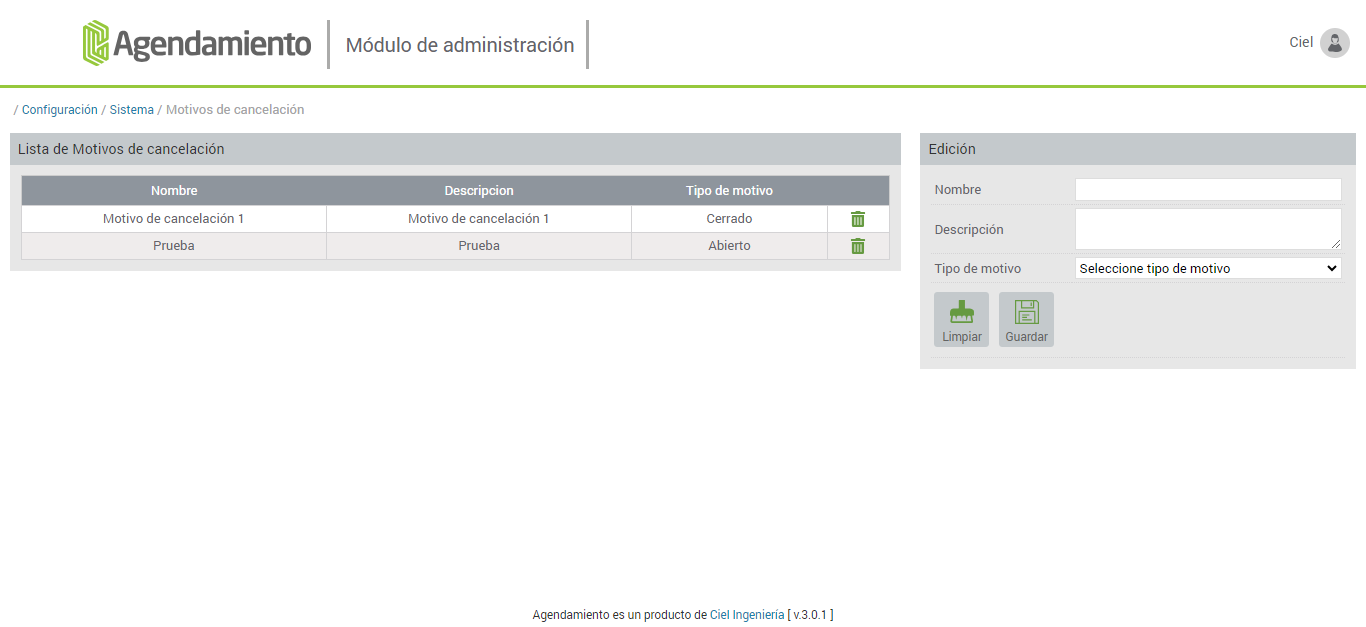 Agendamiento
Módulo de administración
Ciel
/ Configuración / Sistema / Motivos de cancelación
Lista de Motivos de cancelación
Nombre Descripcion Tipo de motivo
Motivo de cancelación 1 Motivo de cancelación 1 Cerrado
Prueba Prueba Abierto
Edición
Nombre
Descripción
Tipo de motivo Seleccione tipo de motivo
Limpiar Guardar
Agendamiento es un producto de Ciel Ingeniería [ v.3.0.1 ]